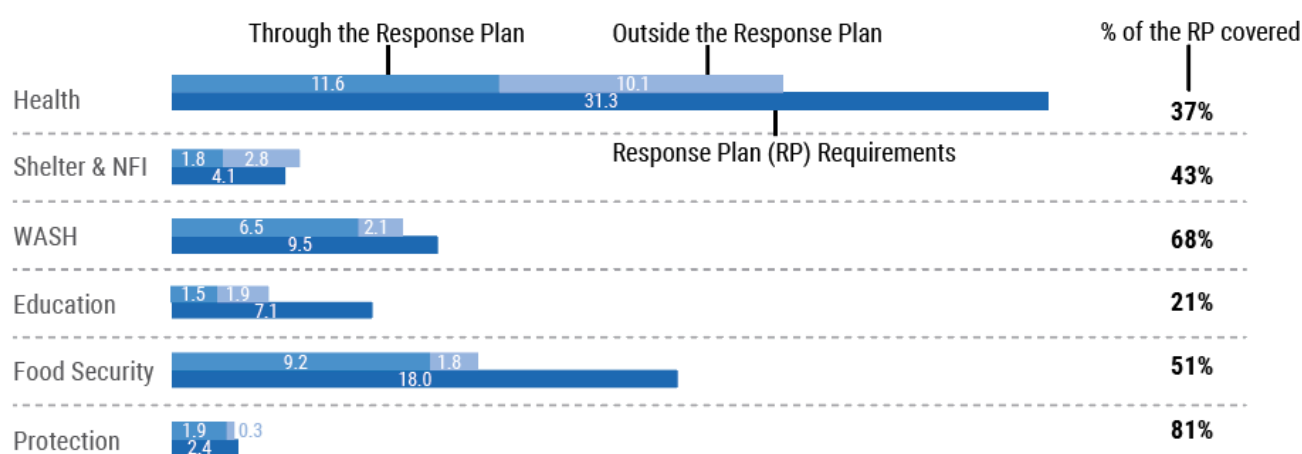 Through the Response Plan
Outside the Response Plan
% of the RP covered
Health
11.6
10.1
31.3
37%
Response Plan (RP) Requirements
Shelter & NFI
1.8
2.8
4.1
43%
WASH
6.5
2.1
9.5
68%
Education
1.5
1.9
7.1
21%
Food Security
9.2
1.8
18.0
51%
Protection
1.9
0.3
2.4
81%